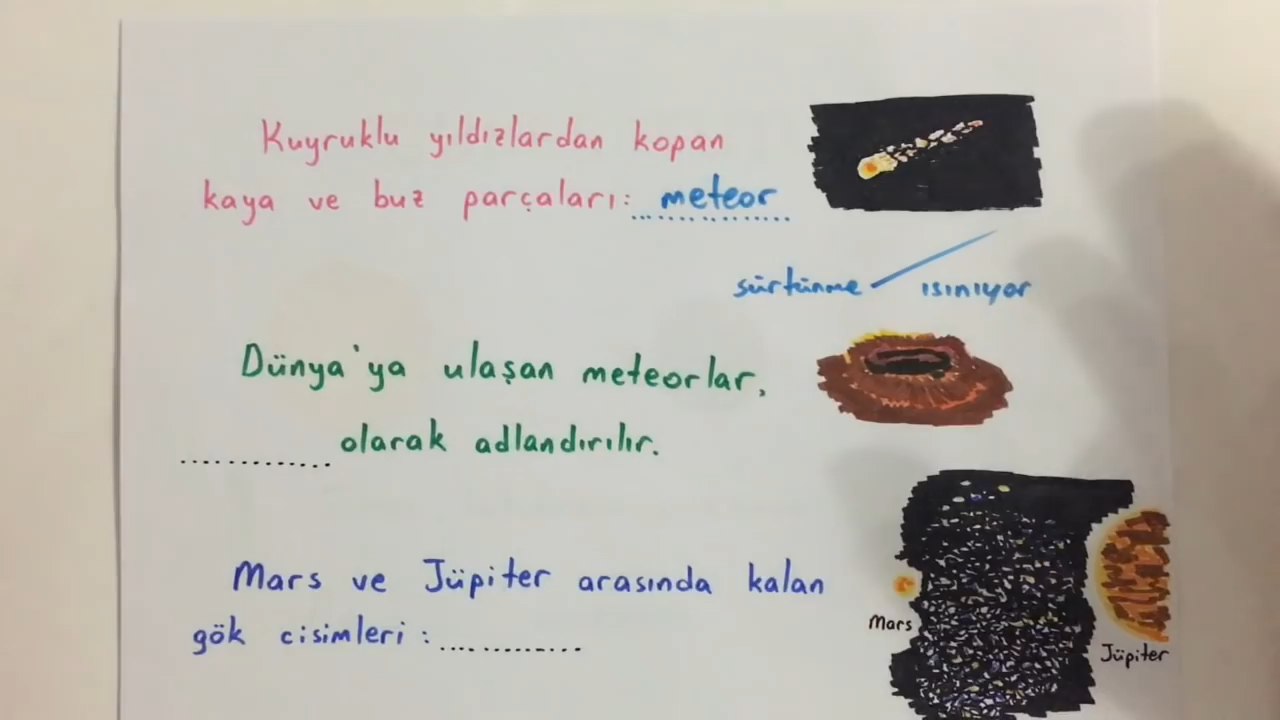 Kuyruklu yıldızlardan kopan
kaya ve buz parçaları: meteor
sürtünme ısınıyor
Dünya'ya ulaşan meteorlar,
............... olarak adlandırılır.
Mars ve Jüpiter arasında kalan
gök cisimleri : ..............
Mars
Jüpiter